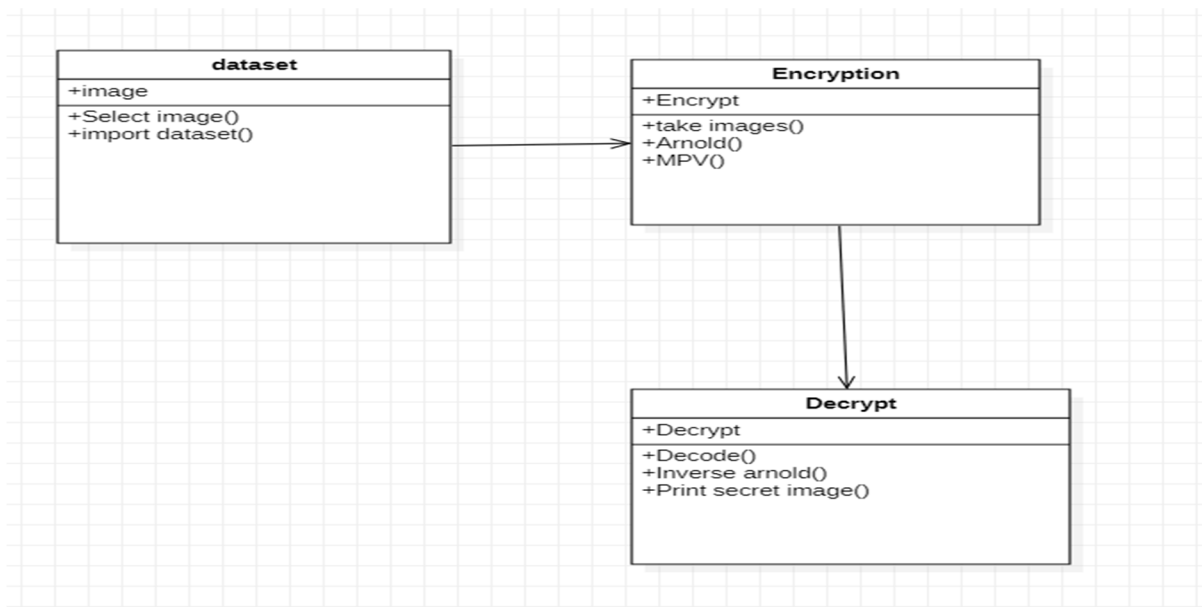 dataset
+image
+Select image()
+import dataset()
Encryption
+Encrypt
+take images()
+Arnold()
+MPV()
Decrypt
+Decrypt
+Decode()
+Inverse arnold()
+Print secret image()